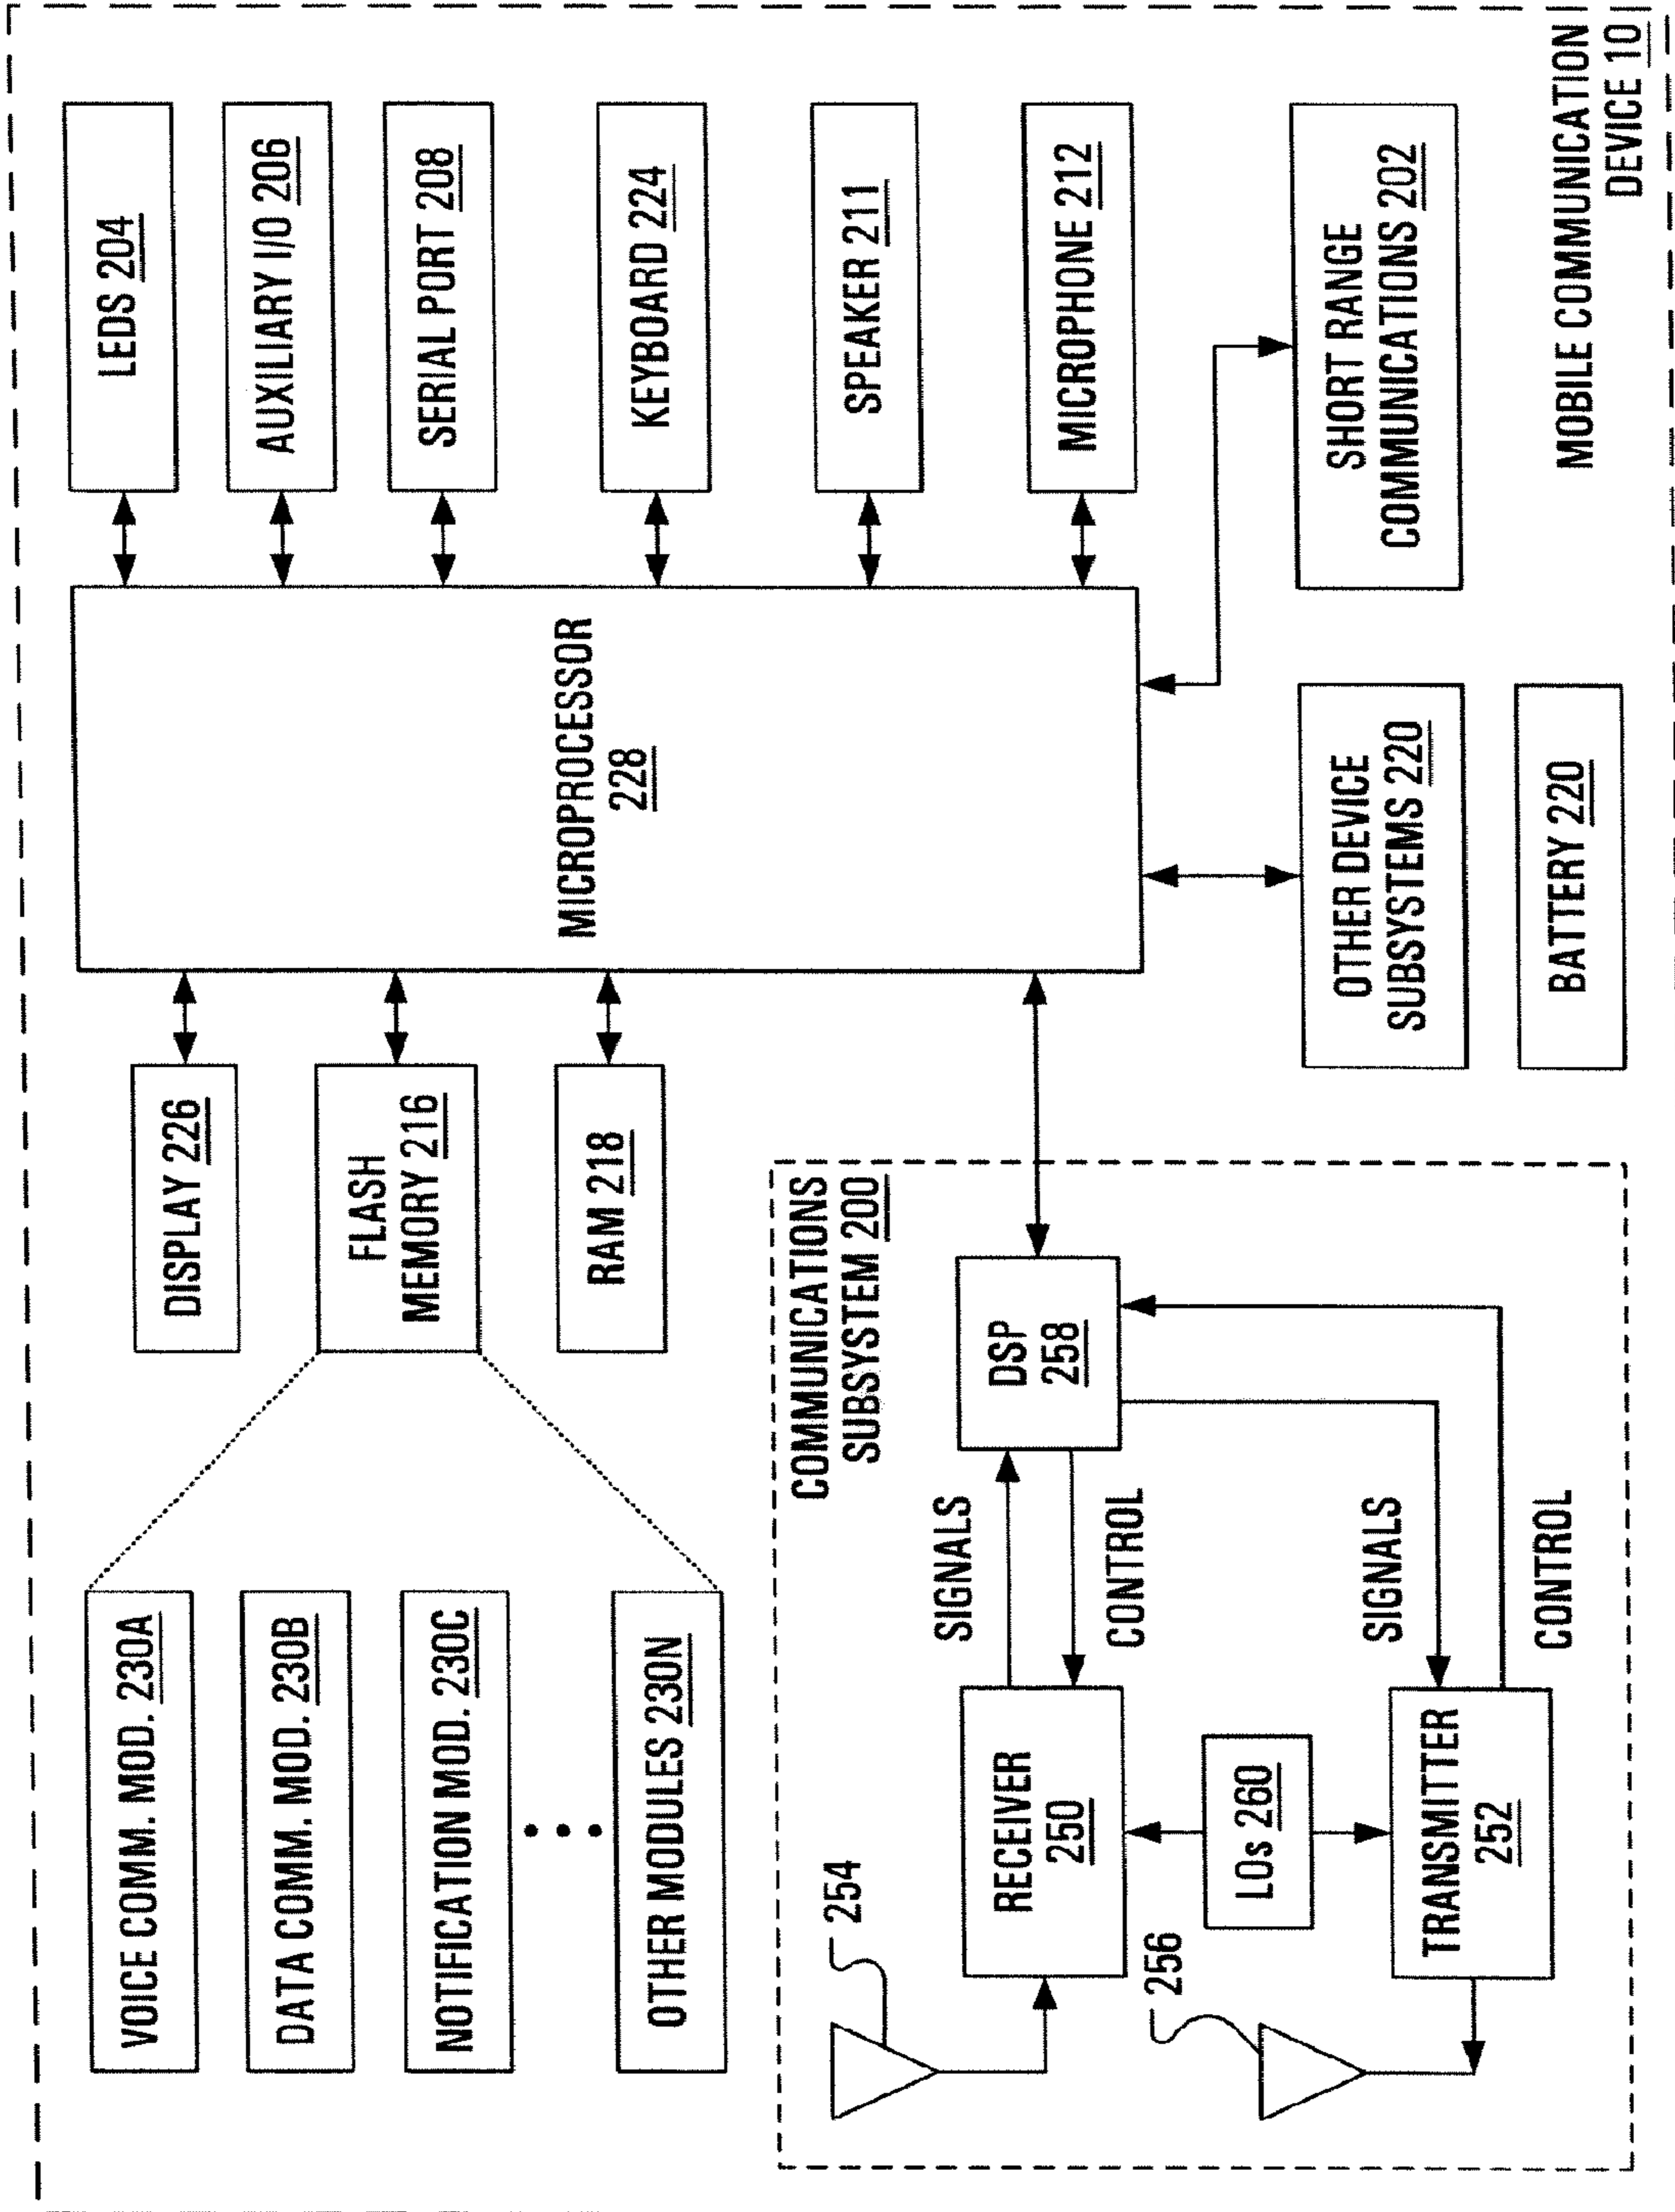 VOICE COMM. MOD. 230A
DATA COMM. MOD. 230B
NOTIFICATION MOD. 230C
OTHER MODULES 230N
DISPLAY 226
FLASH
MEMORY 216
RAM 218
MICROPROCESSOR
228
LEDS 204
AUXILIARY I/O 206
SERIAL PORT 208
KEYBOARD 224
SPEAKER 211
MICROPHONE 212
COMMUNICATIONS
SUBSYSTEM 200
254
RECEIVER
250
SIGNALS
CONTROL
DSP
258
256
LOs 260
TRANSMITTER
252
SIGNALS
CONTROL
OTHER DEVICE
SUBSYSTEMS 220
BATTERY 220
SHORT RANGE
COMMUNICATIONS 202
MOBILE COMMUNICATION
DEVICE 10